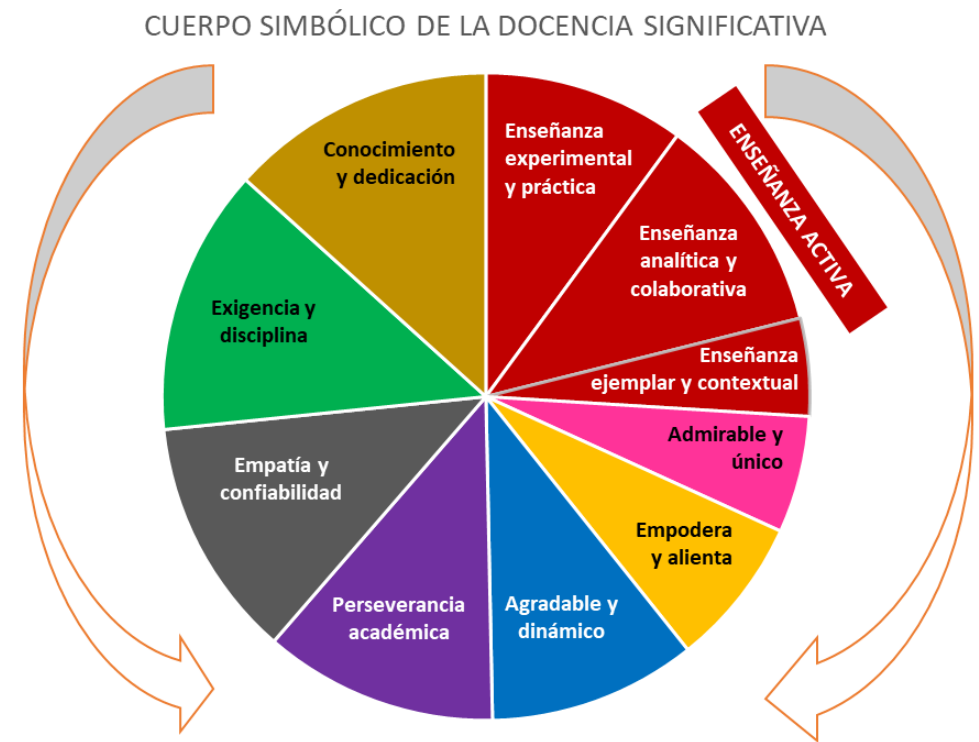 CUERPO SIMBÓLICO DE LA DOCENCIA SIGNIFICATIVA
Conocimiento
y dedicación
Enseñanza
experimental
y práctica
ENSEÑANZA ACTIVA
Enseñanza
analítica y
colaborativa
Exigencia y
disciplina
Enseñanza
ejemplar y contextual
Admirable y
único
Empatía y
confiabilidad
Empodera
y alienta
Perseverancia
académica
Agradable y
dinámico